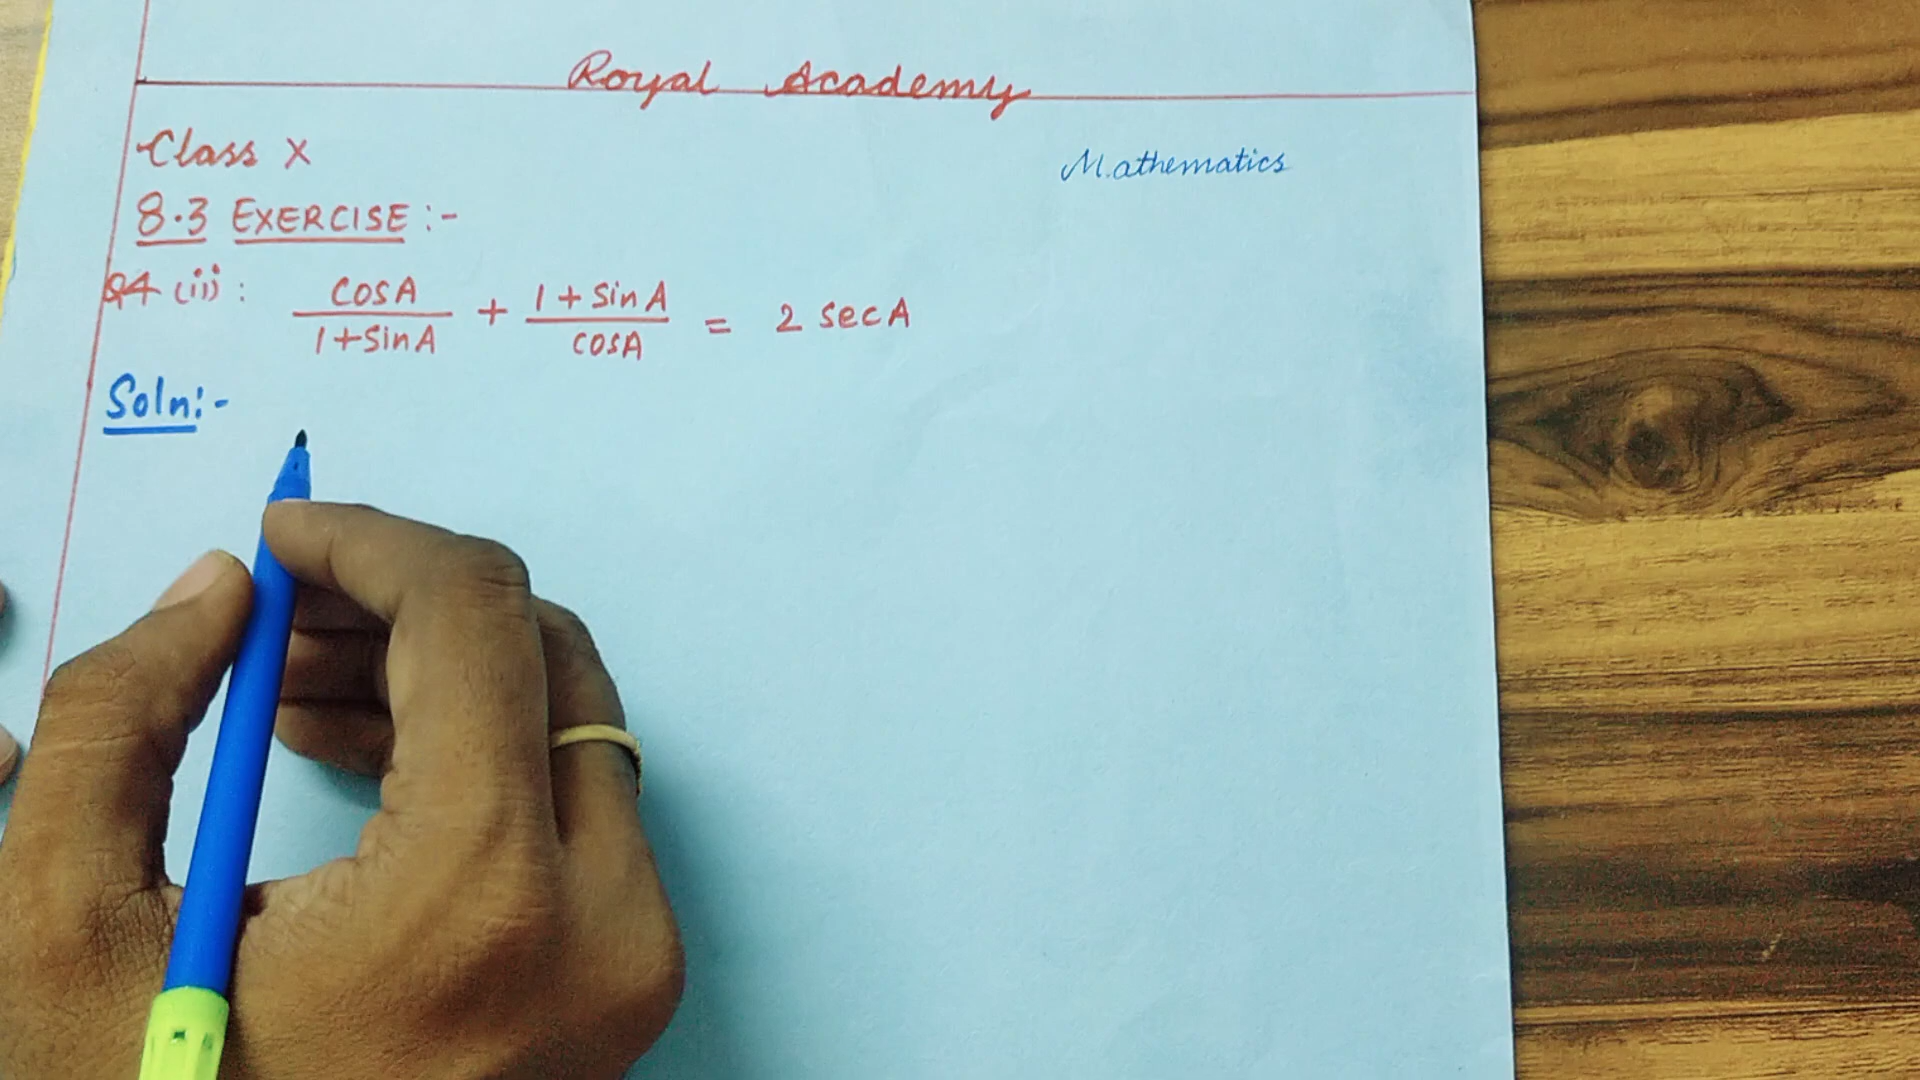 Royal Academy
Class X
Mathematics
8.3 EXERCISE :-
Q4 (ii) : cosA/1+sinA + 1+sinA/cosA = 2 secA
Soln:-